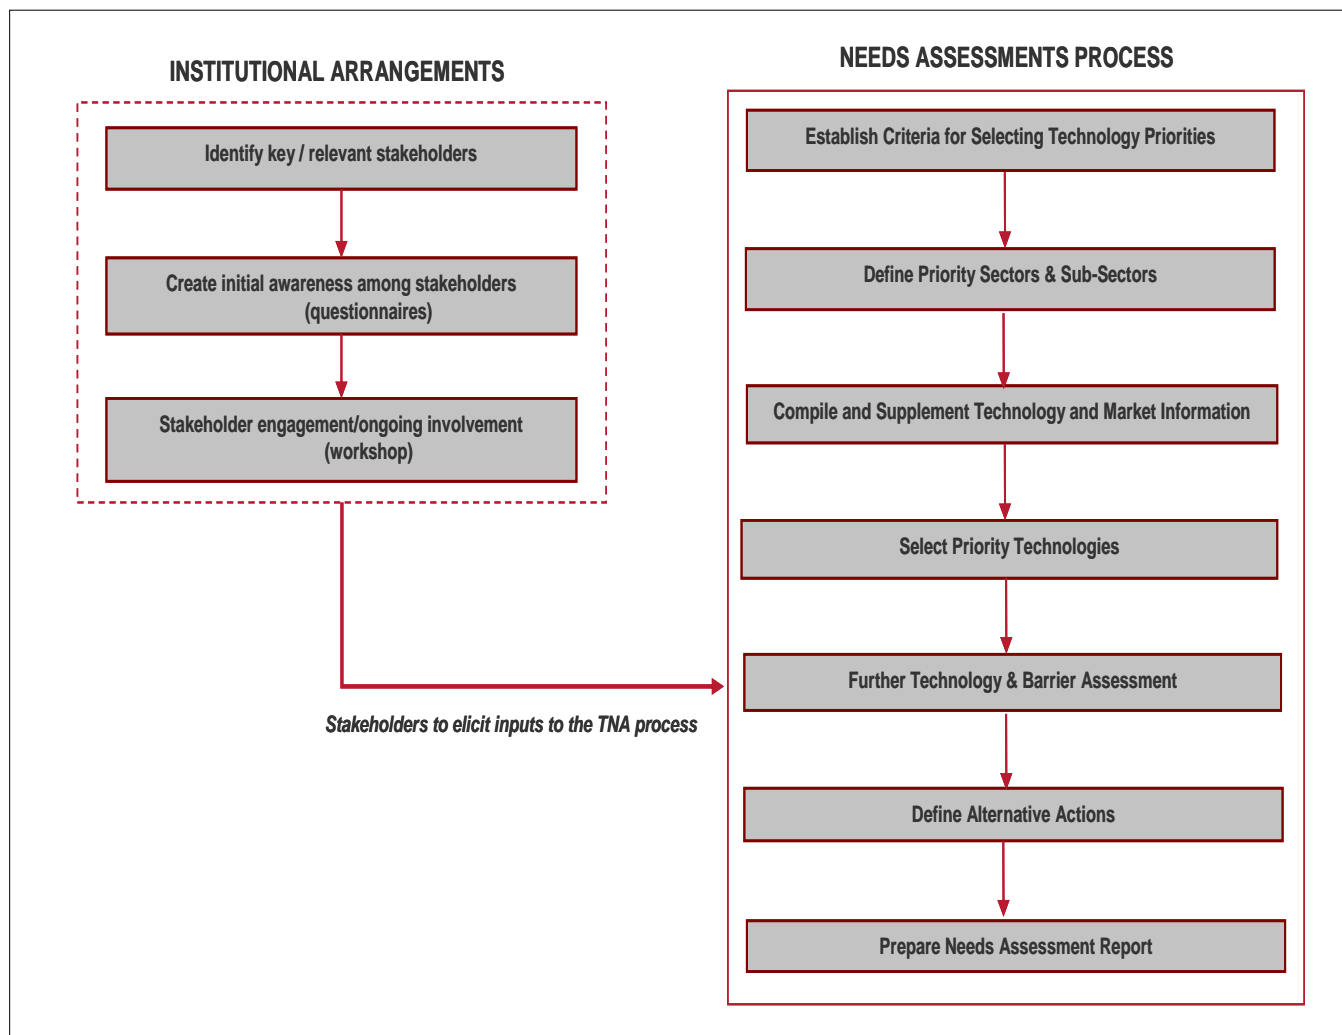 INSTITUTIONAL ARRANGEMENTS
Identify key / relevant stakeholders
Create initial awareness among stakeholders
(questionnaires)
Stakeholder engagement/ongoing involvement
(workshop)
Stakeholders to elicit inputs to the TNA process
NEEDS ASSESSMENTS PROCESS
Establish Criteria for Selecting Technology Priorities
Define Priority Sectors & Sub-Sectors
Compile and Supplement Technology and Market Information
Select Priority Technologies
Further Technology & Barrier Assessment
Define Alternative Actions
Prepare Needs Assessment Report